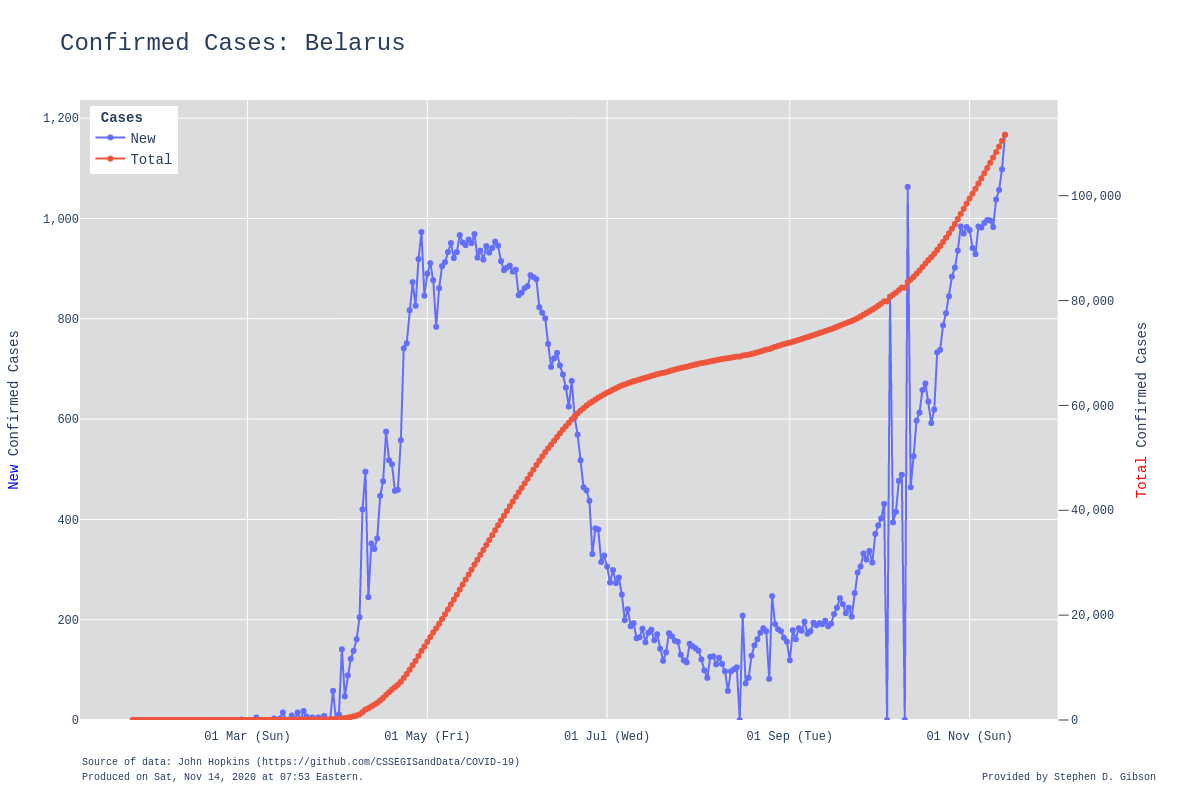 Confirmed Cases: Belarus
Cases
New
Total
1,200
1,000
800
600
400
200
0
100,000
80,000
60,000
40,000
20,000
0
New Confirmed Cases
Total Confirmed Cases
01 Mar (Sun)
01 May (Fri)
01 Jul (Wed)
01 Sep (Tue)
01 Nov (Sun)
Source of data: John Hopkins (https://github.com/CSSEGISandData/COVID-19)
Produced on Sat, Nov 14, 2020 at 07:53 Eastern.
Provided by Stephen D. Gibson